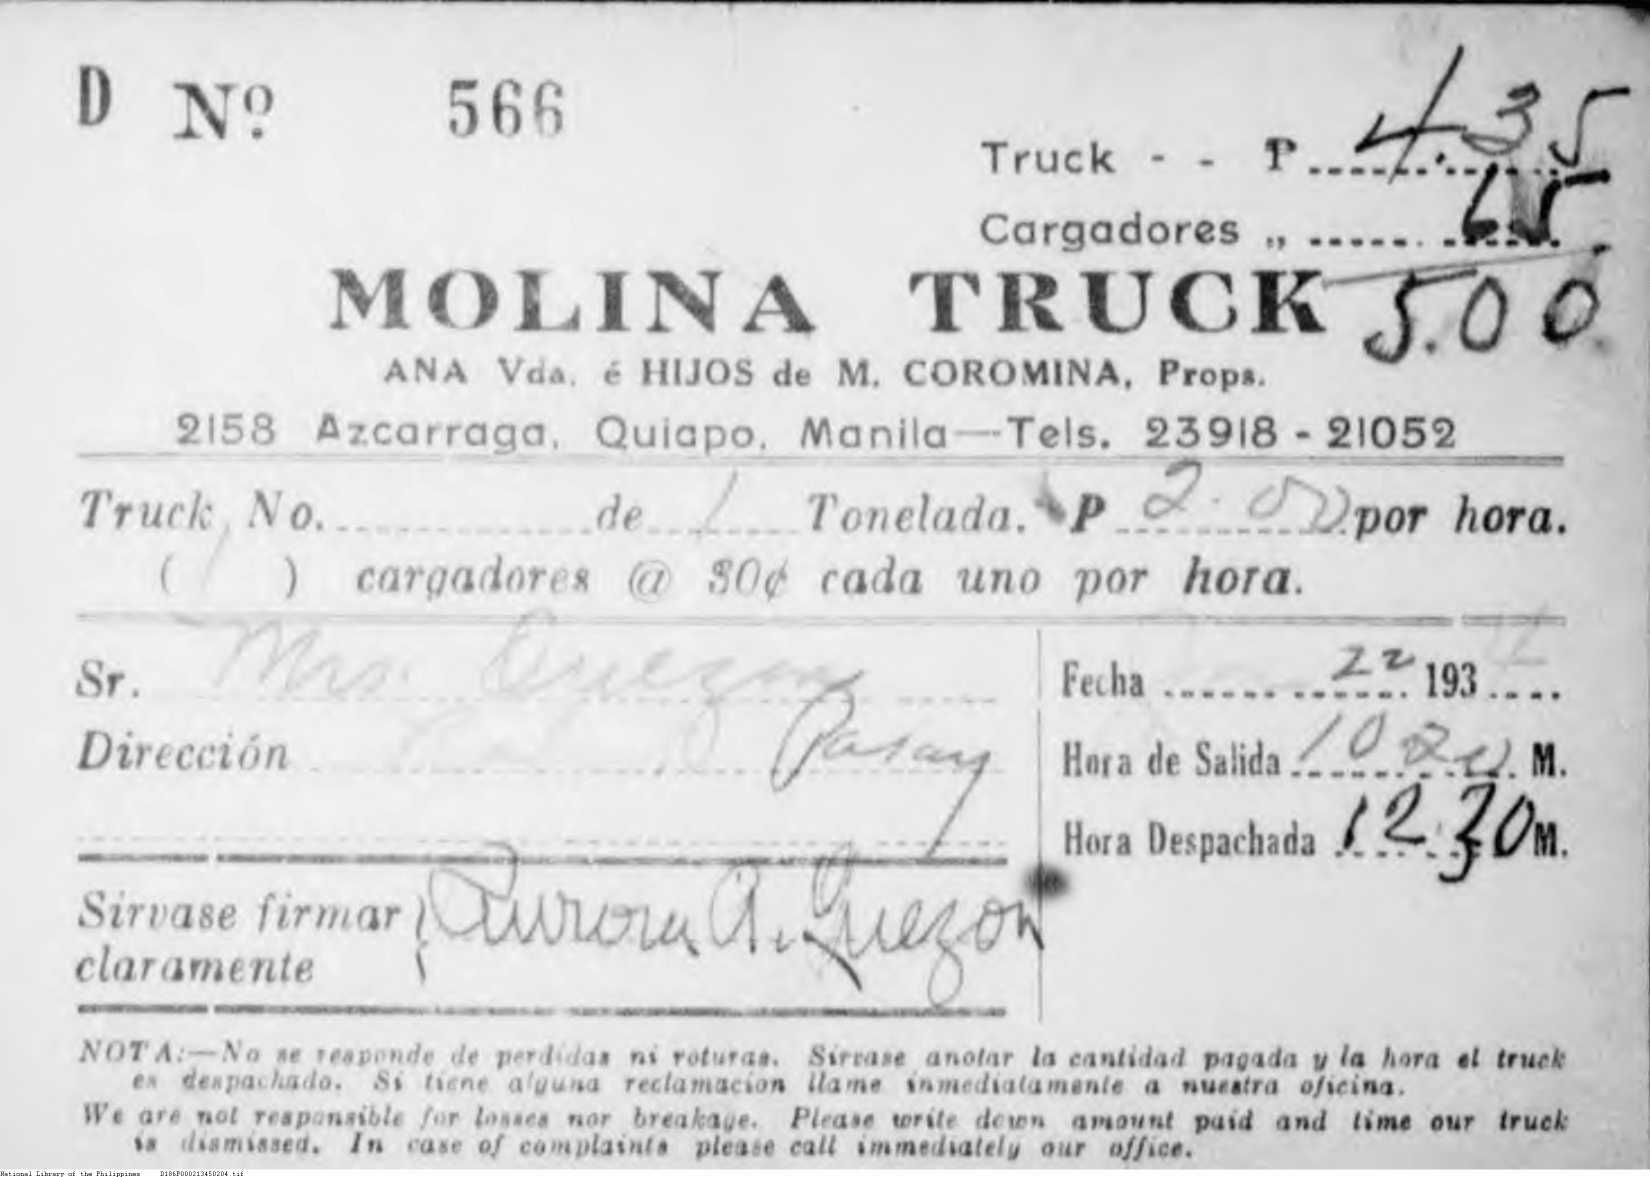 D Nº 566
Truck - - ₱ 4.35
Cargadores „ 65
5.00
MOLINA TRUCK
ANA Vda. é HIJOS de M. COROMINA, Props.
2158 Azcarraga, Quiapo, Manila—Tels. 23918 - 21052
Truck No. ............ de 1 Tonelada. ₱ 2.00 por hora.
( 1 ) cargadores @ 30¢ cada uno por hora.
Sr. Mrs. Quezon
Dirección Pasay
Fecha 22 193
Hora de Salida 10 20 M.
Hora Despachada 12 30 M.
Sirvase firmar
claramente
Aurora A. Quezon
NOTA:—No se responde de perdidas ni roturas. Sirvase anotar la cantidad pagada y la hora el truck
es despachado. Si tiene alguna reclamacion llame inmediatamente a nuestra oficina.
We are not responsible for losses nor breakage. Please write down amount paid and time our truck
is dismissed. In case of complaints please call immediately our office.
National Library of the Philippines D186P000213450204.tif